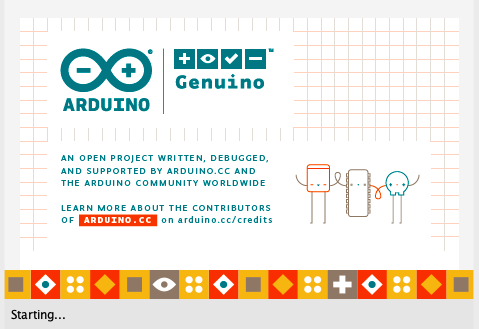 ARDUINO
Genuino
™
AN OPEN PROJECT WRITTEN, DEBUGGED,
AND SUPPORTED BY ARDUINO.CC AND
THE ARDUINO COMMUNITY WORLDWIDE
LEARN MORE ABOUT THE CONTRIBUTORS
OF ARDUINO.CC on arduino.cc/credits
Starting...